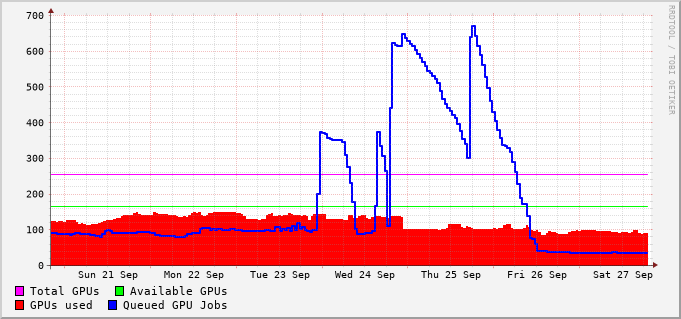 700
600
500
400
300
200
100
0
Sun 21 Sep Mon 22 Sep Tue 23 Sep Wed 24 Sep Thu 25 Sep Fri 26 Sep Sat 27 Sep
Total GPUs Available GPUs
GPUs used Queued GPU Jobs
RRDTOOL / TOBI OETIKER